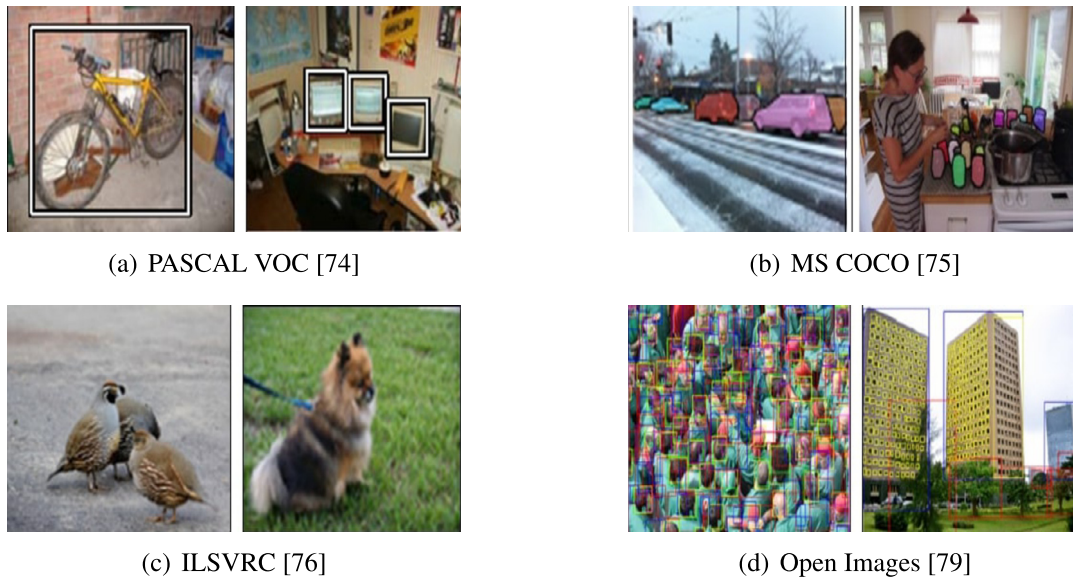 (a) PASCAL VOC [74]
(b) MS COCO [75]
(c) ILSVRC [76]
(d) Open Images [79]